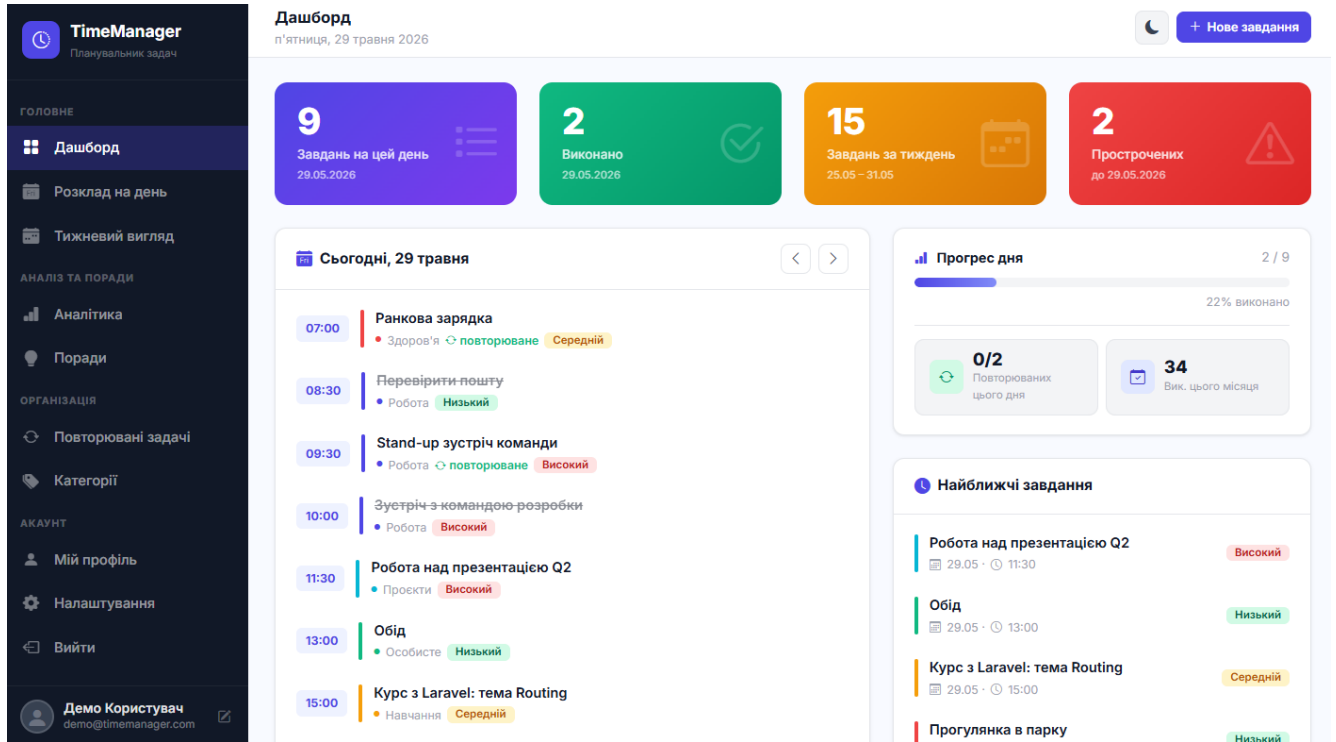 TimeManager
Планувальник задач
ГОЛОВНЕ
Дашборд
Розклад на день
Тижневий вигляд
АНАЛІЗ ТА ПОРАДИ
Аналітика
Поради
ОРГАНІЗАЦІЯ
Повторювані задачі
Категорії
АКАУНТ
Мій профіль
Налаштування
Вийти
Демо Користувач
demo@timemanager.com
Дашборд
п'ятниця, 29 травня 2026
+ Нове завдання
9
Завдань на цей день
29.05.2026
2
Виконано
29.05.2026
15
Завдань за тиждень
25.05 – 31.05
2
Прострочених
до 29.05.2026
Fri Сьогодні, 29 травня
07:00
Ранкова зарядка
Здоров'я повторюване Середній
08:30
Перевірити пошту
Робота Низький
09:30
Stand-up зустріч команди
Робота повторюване Високий
10:00
Зустріч з командою розробки
Робота Високий
11:30
Робота над презентацією Q2
Проєкти Високий
13:00
Обід
Особисте Низький
15:00
Курс з Laravel: тема Routing
Навчання Середній
Прогрес дня 2 / 9
22% виконано
0/2
Повторюваних
цього дня
34
Вик. цього місяця
Найближчі завдання
Робота над презентацією Q2
29.05 · 11:30
Високий
Обід
29.05 · 13:00
Низький
Курс з Laravel: тема Routing
29.05 · 15:00
Середній
Прогулянка в парку
Низький